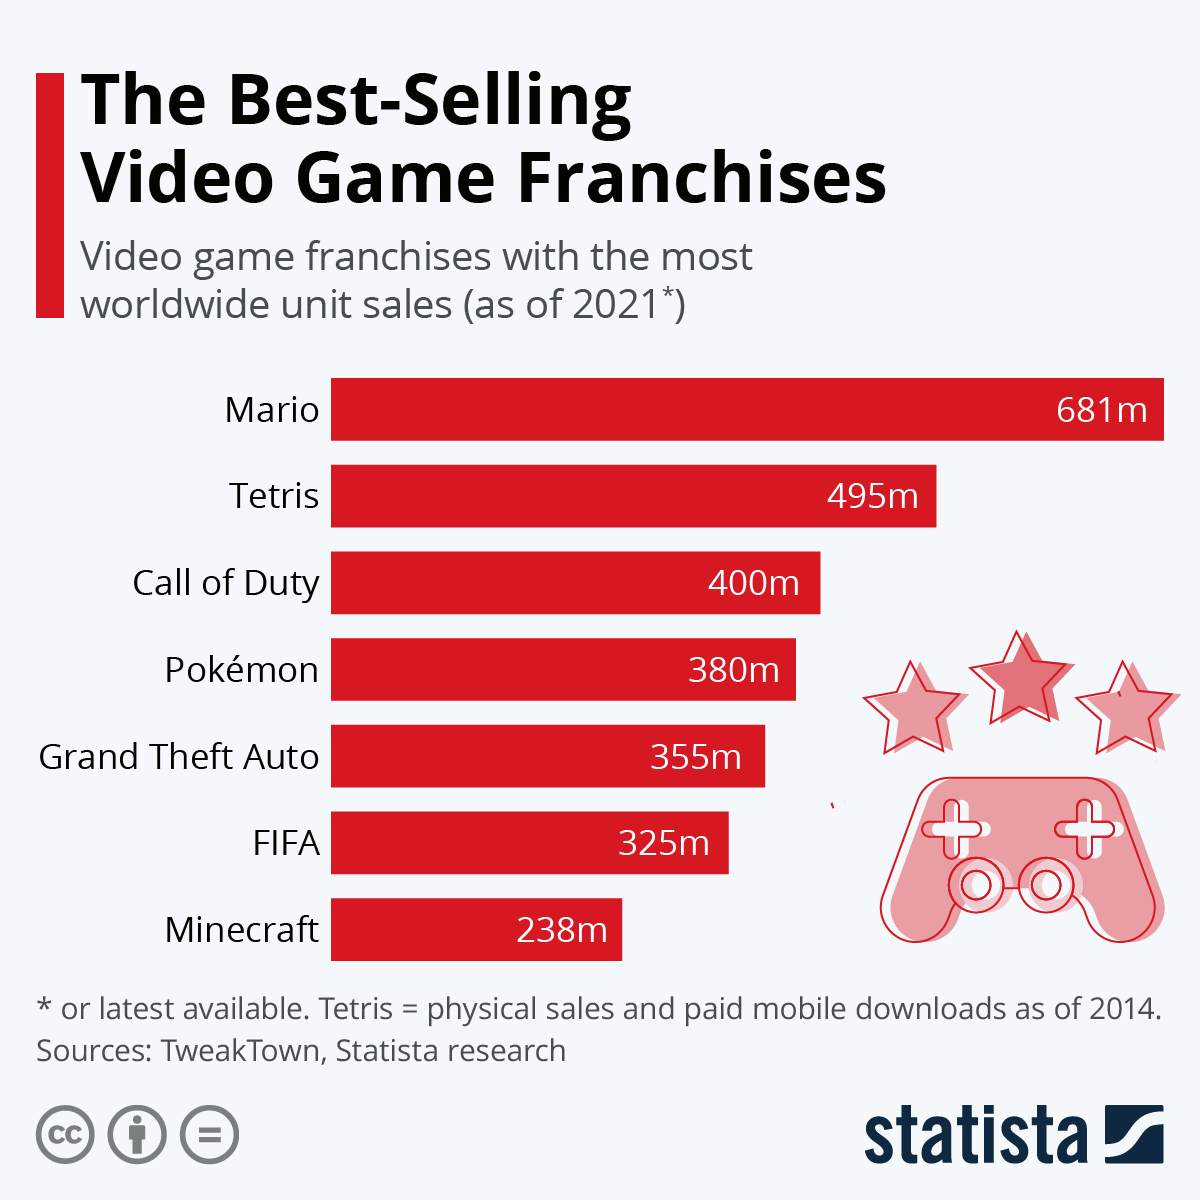 The Best-Selling
Video Game Franchises
Video game franchises with the most
worldwide unit sales (as of 2021*)
Mario 681m
Tetris 495m
Call of Duty 400m
Pokémon 380m
Grand Theft Auto 355m
FIFA 325m
Minecraft 238m
* or latest available. Tetris = physical sales and paid mobile downloads as of 2014.
Sources: TweakTown, Statista research
cc =
statista